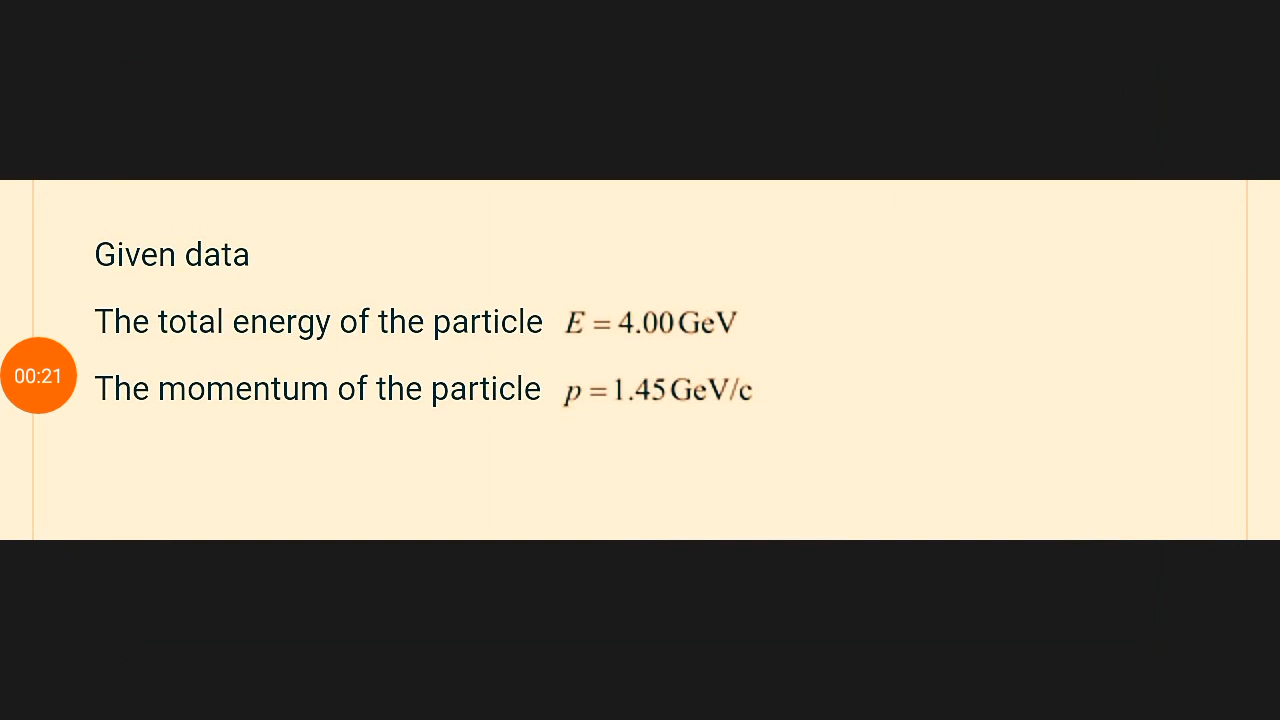 Given data
The total energy of the particle E = 4.00 GeV
00:21
The momentum of the particle p = 1.45 GeV/c